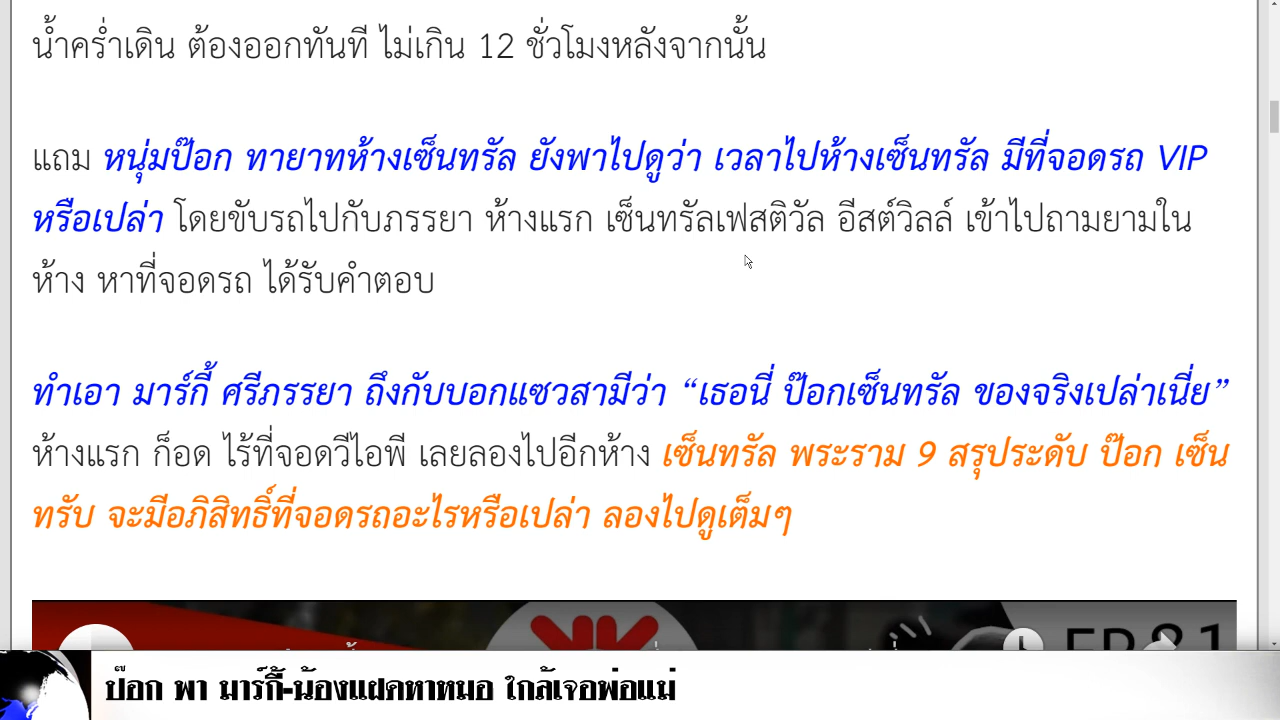 น้ำคร่ำเดิน ต้องออกทันที ไม่เกิน 12 ชั่วโมงหลังจากนั้น
แถม หนุ่มป๊อก ทายาทห้างเซ็นทรัล ยังพาไปดูว่า เวลาไปห้างเซ็นทรัล มีที่จอดรถ VIP
หรือเปล่า โดยขับรถไปกับภรรยา ห้างแรก เซ็นทรัลเฟสติวัล อีสต์วิลล์ เข้าไปถามยามใน
ห้าง หาที่จอดรถ ได้รับคำตอบ
ทำเอา มาร์กี้ ศรีภรรยา ถึงกับบอกแซวสามีว่า “เธอนี่ ป๊อกเซ็นทรัล ของจริงเปล่าเนี่ย”
ห้างแรก ก็อด ไร้ที่จอดวีไอพี เลยลองไปอีกห้าง เซ็นทรัล พระราม 9 สรุประดับ ป๊อก เซ็น
ทรับ จะมีอภิสิทธิ์ที่จอดรถอะไรหรือเปล่า ลองไปดูเต็มๆ
EP.81
ป๊อก พา มาร์กี้-น้องแฝดหาหมอ ใกล้เจอพ่อแม่